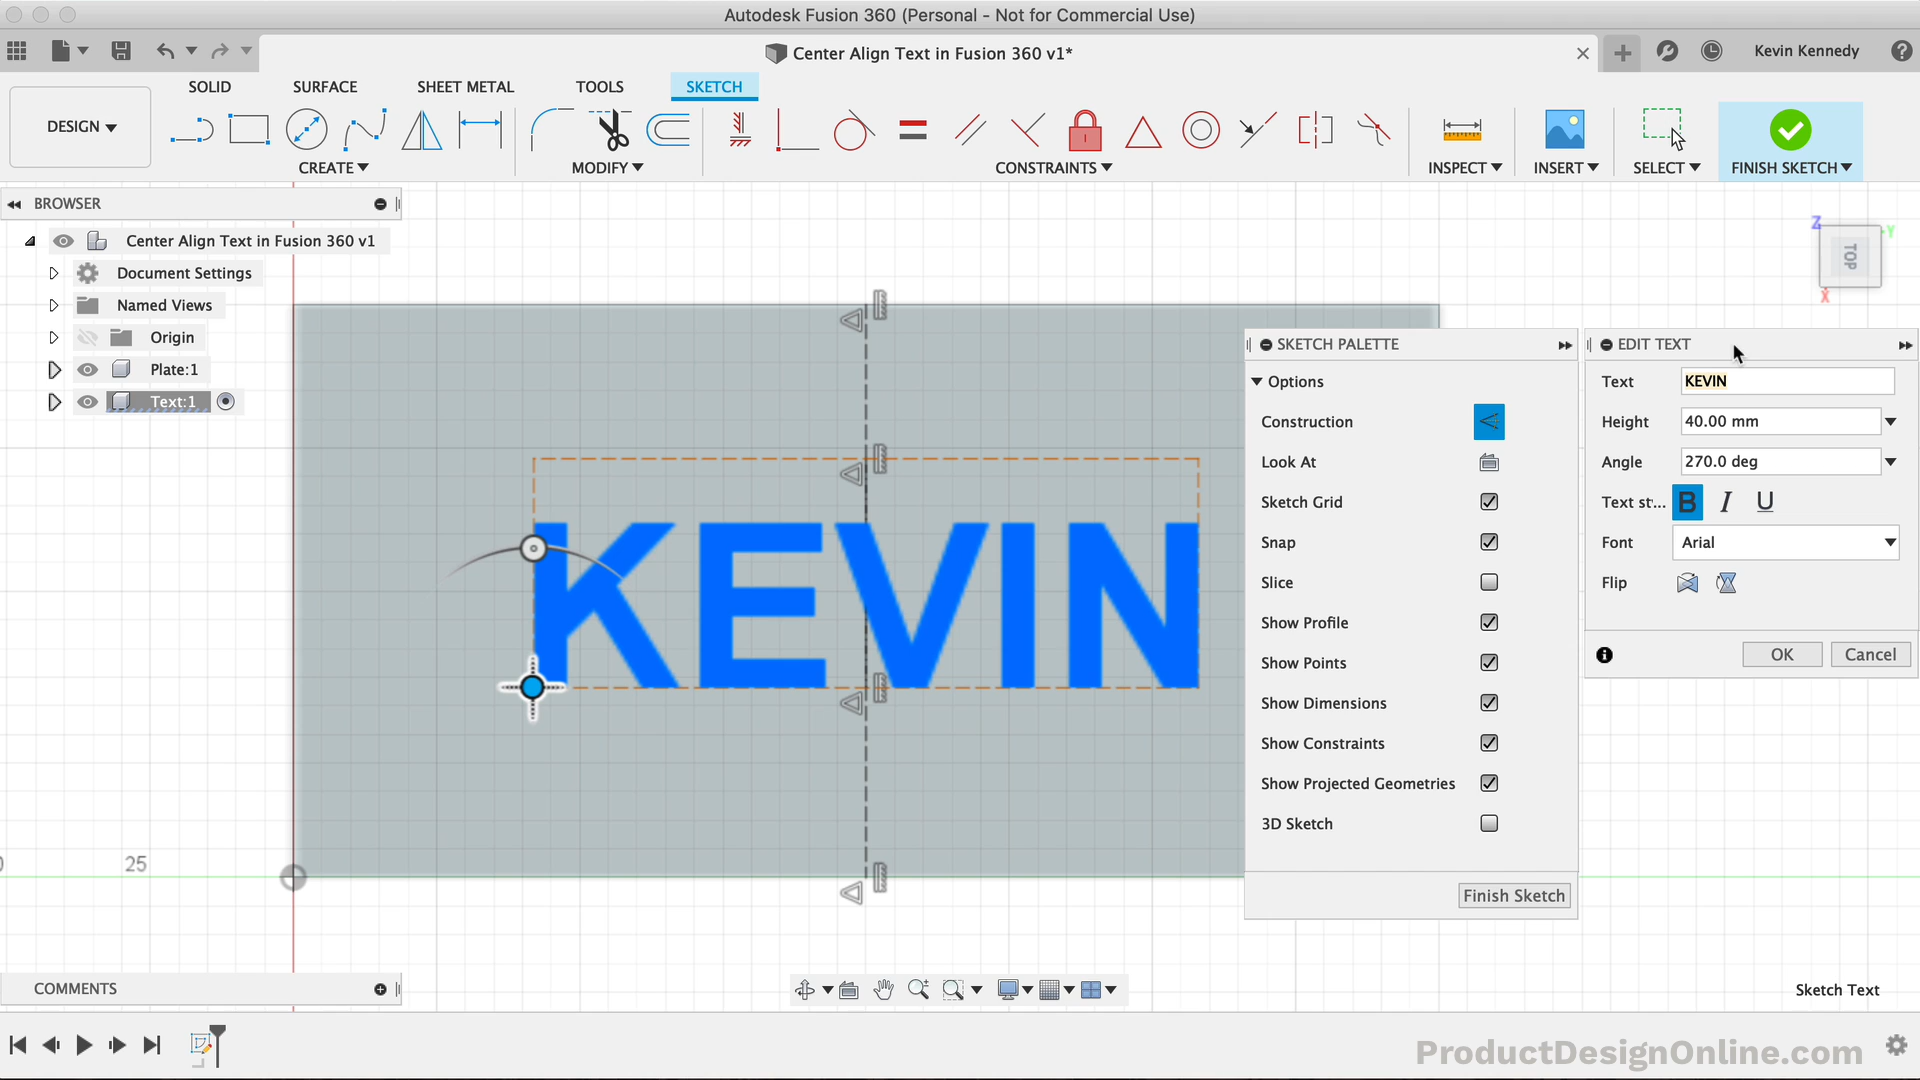 Autodesk Fusion 360 (Personal - Not for Commercial Use)
Center Align Text in Fusion 360 v1*
Kevin Kennedy
SOLID SURFACE SHEET METAL TOOLS SKETCH
DESIGN
CREATE MODIFY CONSTRAINTS INSPECT INSERT SELECT FINISH SKETCH
BROWSER
Center Align Text in Fusion 360 v1
Document Settings
Named Views
Origin
Plate:1
Text:1
Z
Y
TOP
X
KEVIN
25
0
SKETCH PALETTE
Options
Construction
Look At
Sketch Grid
Snap
Slice
Show Profile
Show Points
Show Dimensions
Show Constraints
Show Projected Geometries
3D Sketch
Finish Sketch
EDIT TEXT
Text KEVIN
Height 40.00 mm
Angle 270.0 deg
Text st... B I U
Font Arial
Flip
OK Cancel
COMMENTS
Sketch Text
ProductDesignOnline.com